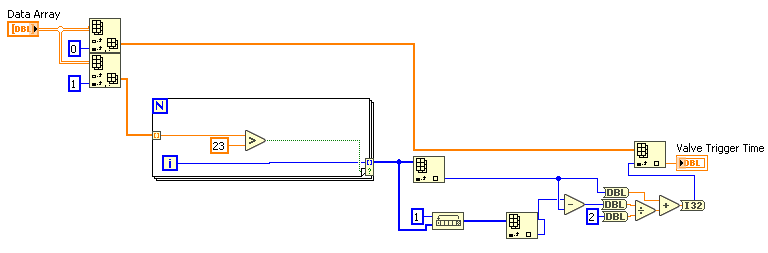 Data Array
DBL
0
1
N
23
>
i
?
Valve Trigger Time
DBL
DBL
1
DBL
2
DBL
-
÷
+
I32